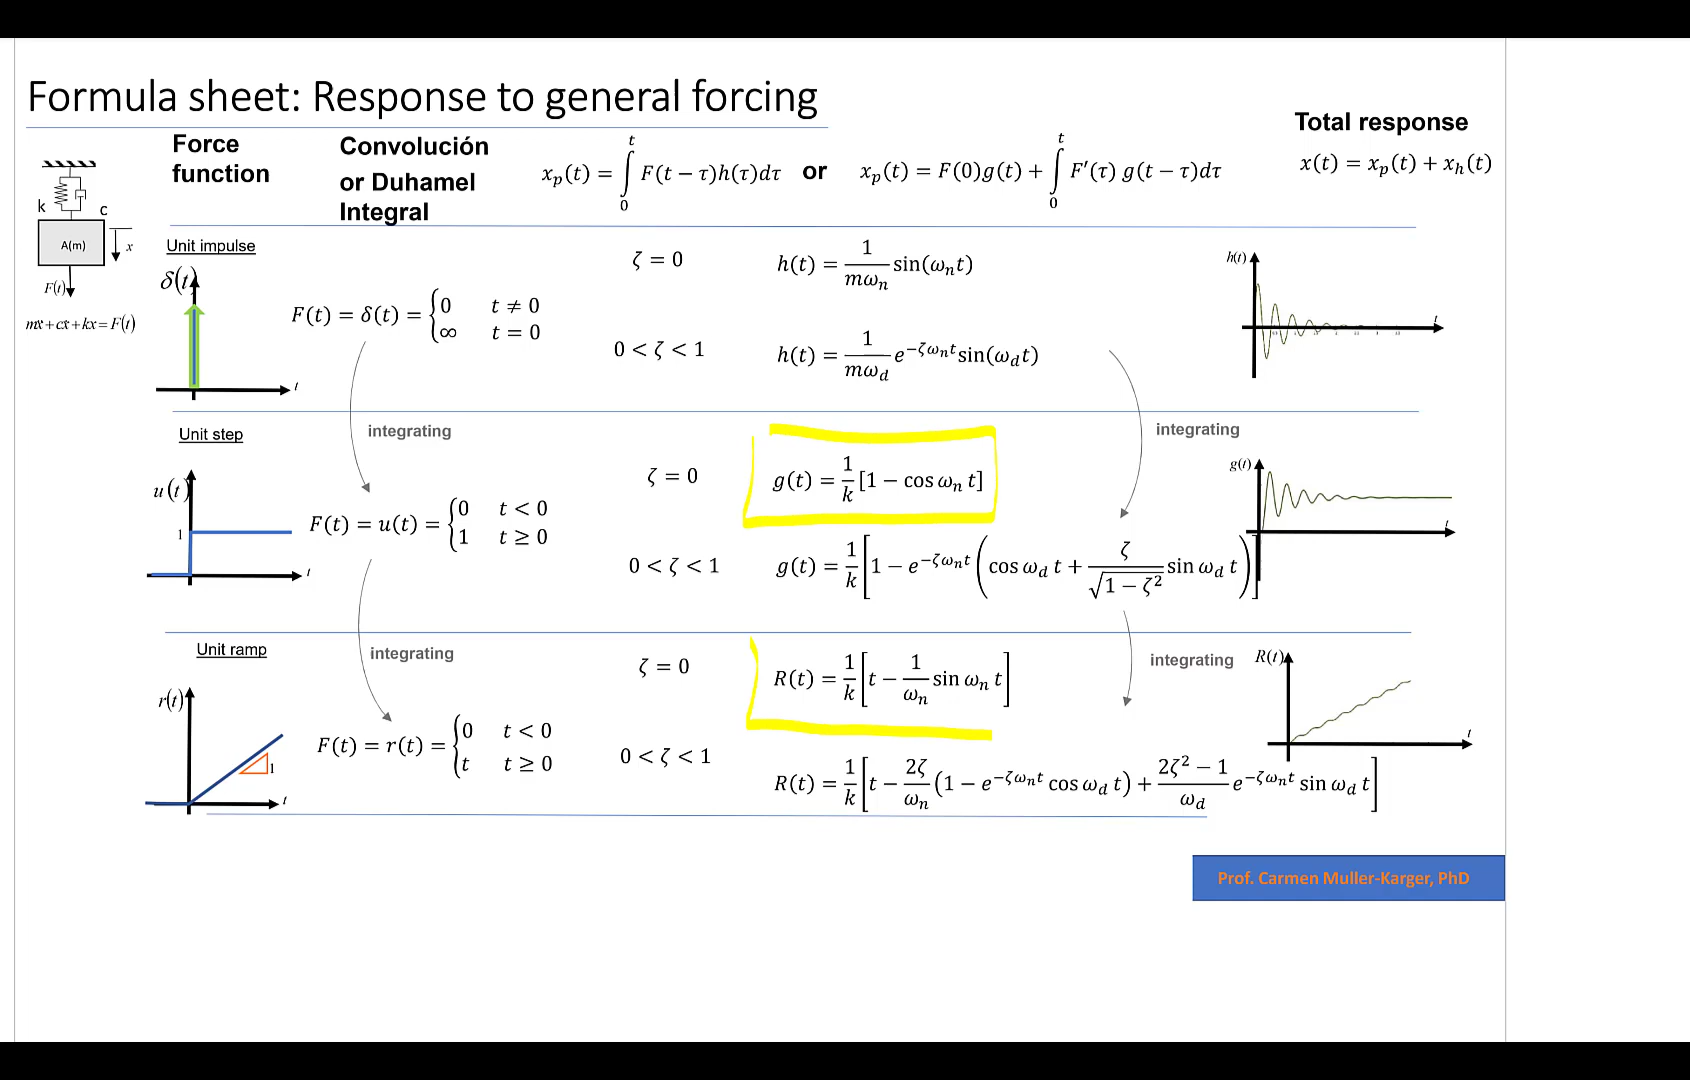 Formula sheet: Response to general forcing
Force function
Convolución or Duhamel Integral
x_p(t) = ∫_0^t F(t − τ)h(τ)dτ or x_p(t) = F(0)g(t) + ∫_0^t F′(τ) g(t − τ)dτ
Total response
x(t) = x_p(t) + x_h(t)
k
c
A(m)
x
F(t)
mẍ + cẋ + kx = F(t)
Unit impulse
δ(t)
t
F(t) = δ(t) = {0 t ≠ 0
∞ t = 0
ζ = 0
h(t) = 1/(mω_n) sin(ω_n t)
0 < ζ < 1
h(t) = 1/(mω_d) e^{−ζω_n t} sin(ω_d t)
h(t)
t
integrating
integrating
Unit step
u(t)
1
t
F(t) = u(t) = {0 t < 0
1 t ≥ 0
ζ = 0
g(t) = 1/k [1 − cos ω_n t]
0 < ζ < 1
g(t) = 1/k [1 − e^{−ζω_n t} (cos ω_d t + ζ/√(1 − ζ²) sin ω_d t)]
g(t)
t
integrating
integrating
Unit ramp
r(t)
1
t
F(t) = r(t) = {0 t < 0
t t ≥ 0
ζ = 0
R(t) = 1/k [t − 1/ω_n sin ω_n t]
0 < ζ < 1
R(t) = 1/k [t − 2ζ/ω_n (1 − e^{−ζω_n t} cos ω_d t) + (2ζ² − 1)/ω_d e^{−ζω_n t} sin ω_d t]
R(t)
t
Prof. Carmen Muller-Karger, PhD